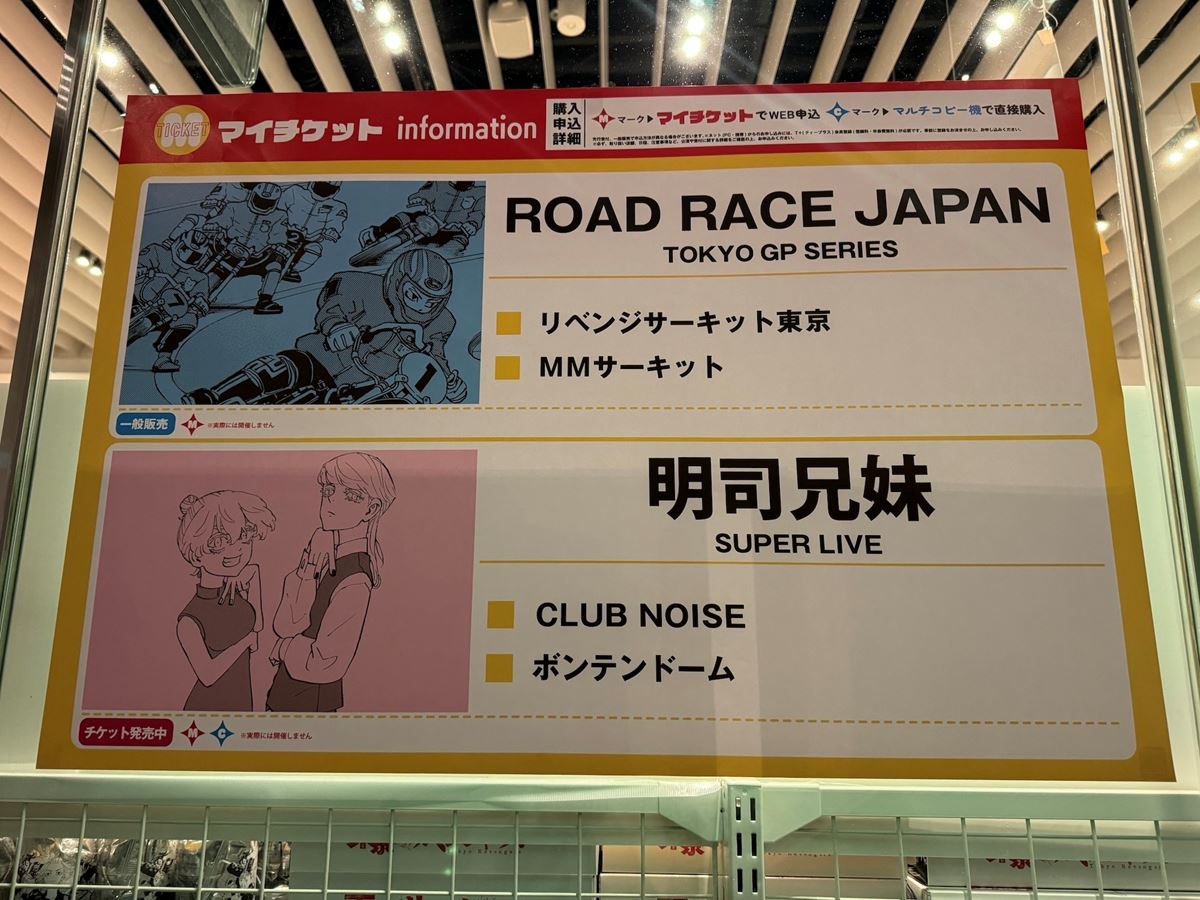 TICKET マイチケット information
購入
申込
詳細
M マーク▶マイチケットでWEB申込 C マーク▶マルチコピー機で直接購入
ROAD RACE JAPAN
TOKYO GP SERIES
リベンジサーキット東京
MMサーキット
1
一般販売 M ※実際には開催しません
明司兄妹
SUPER LIVE
CLUB NOISE
ボンテンドーム
チケット発売中 M C ※実際には開催しません